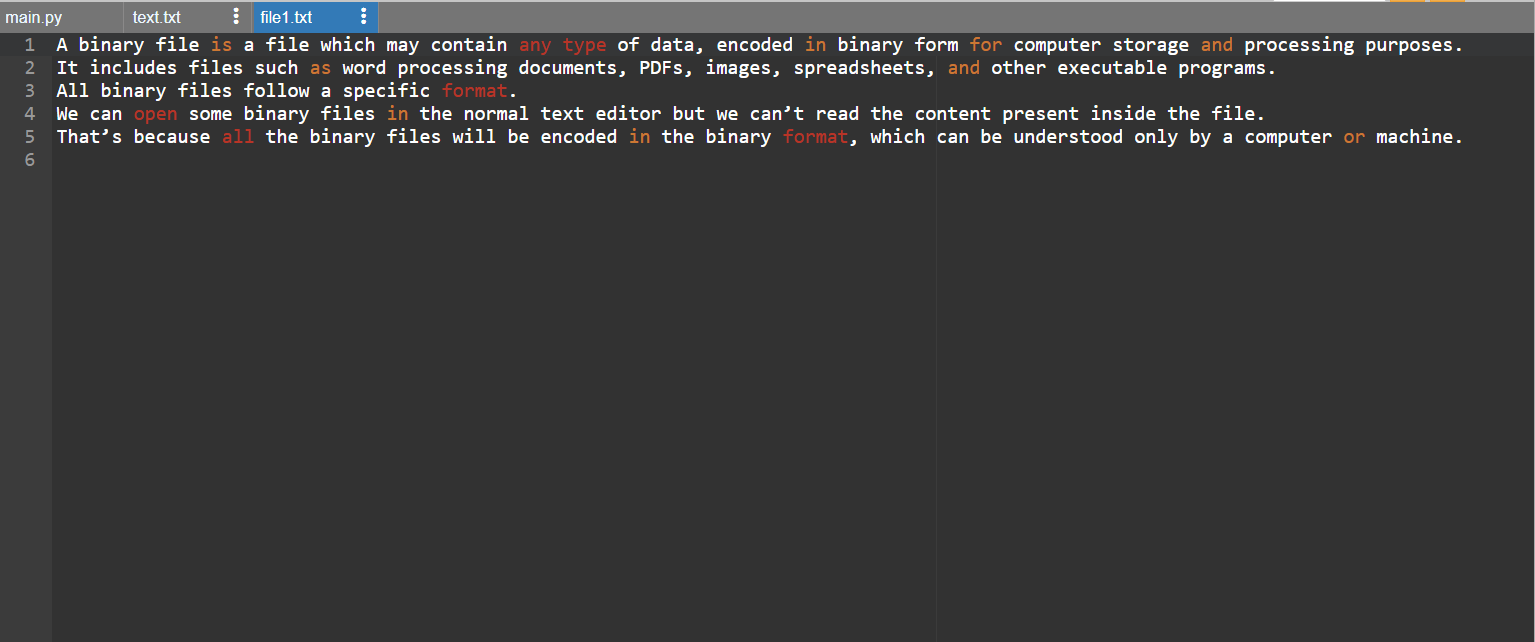 main.py text.txt file1.txt
1 A binary file is a file which may contain any type of data, encoded in binary form for computer storage and processing purposes.
2 It includes files such as word processing documents, PDFs, images, spreadsheets, and other executable programs.
3 All binary files follow a specific format.
4 We can open some binary files in the normal text editor but we can’t read the content present inside the file.
5 That’s because all the binary files will be encoded in the binary format, which can be understood only by a computer or machine.
6